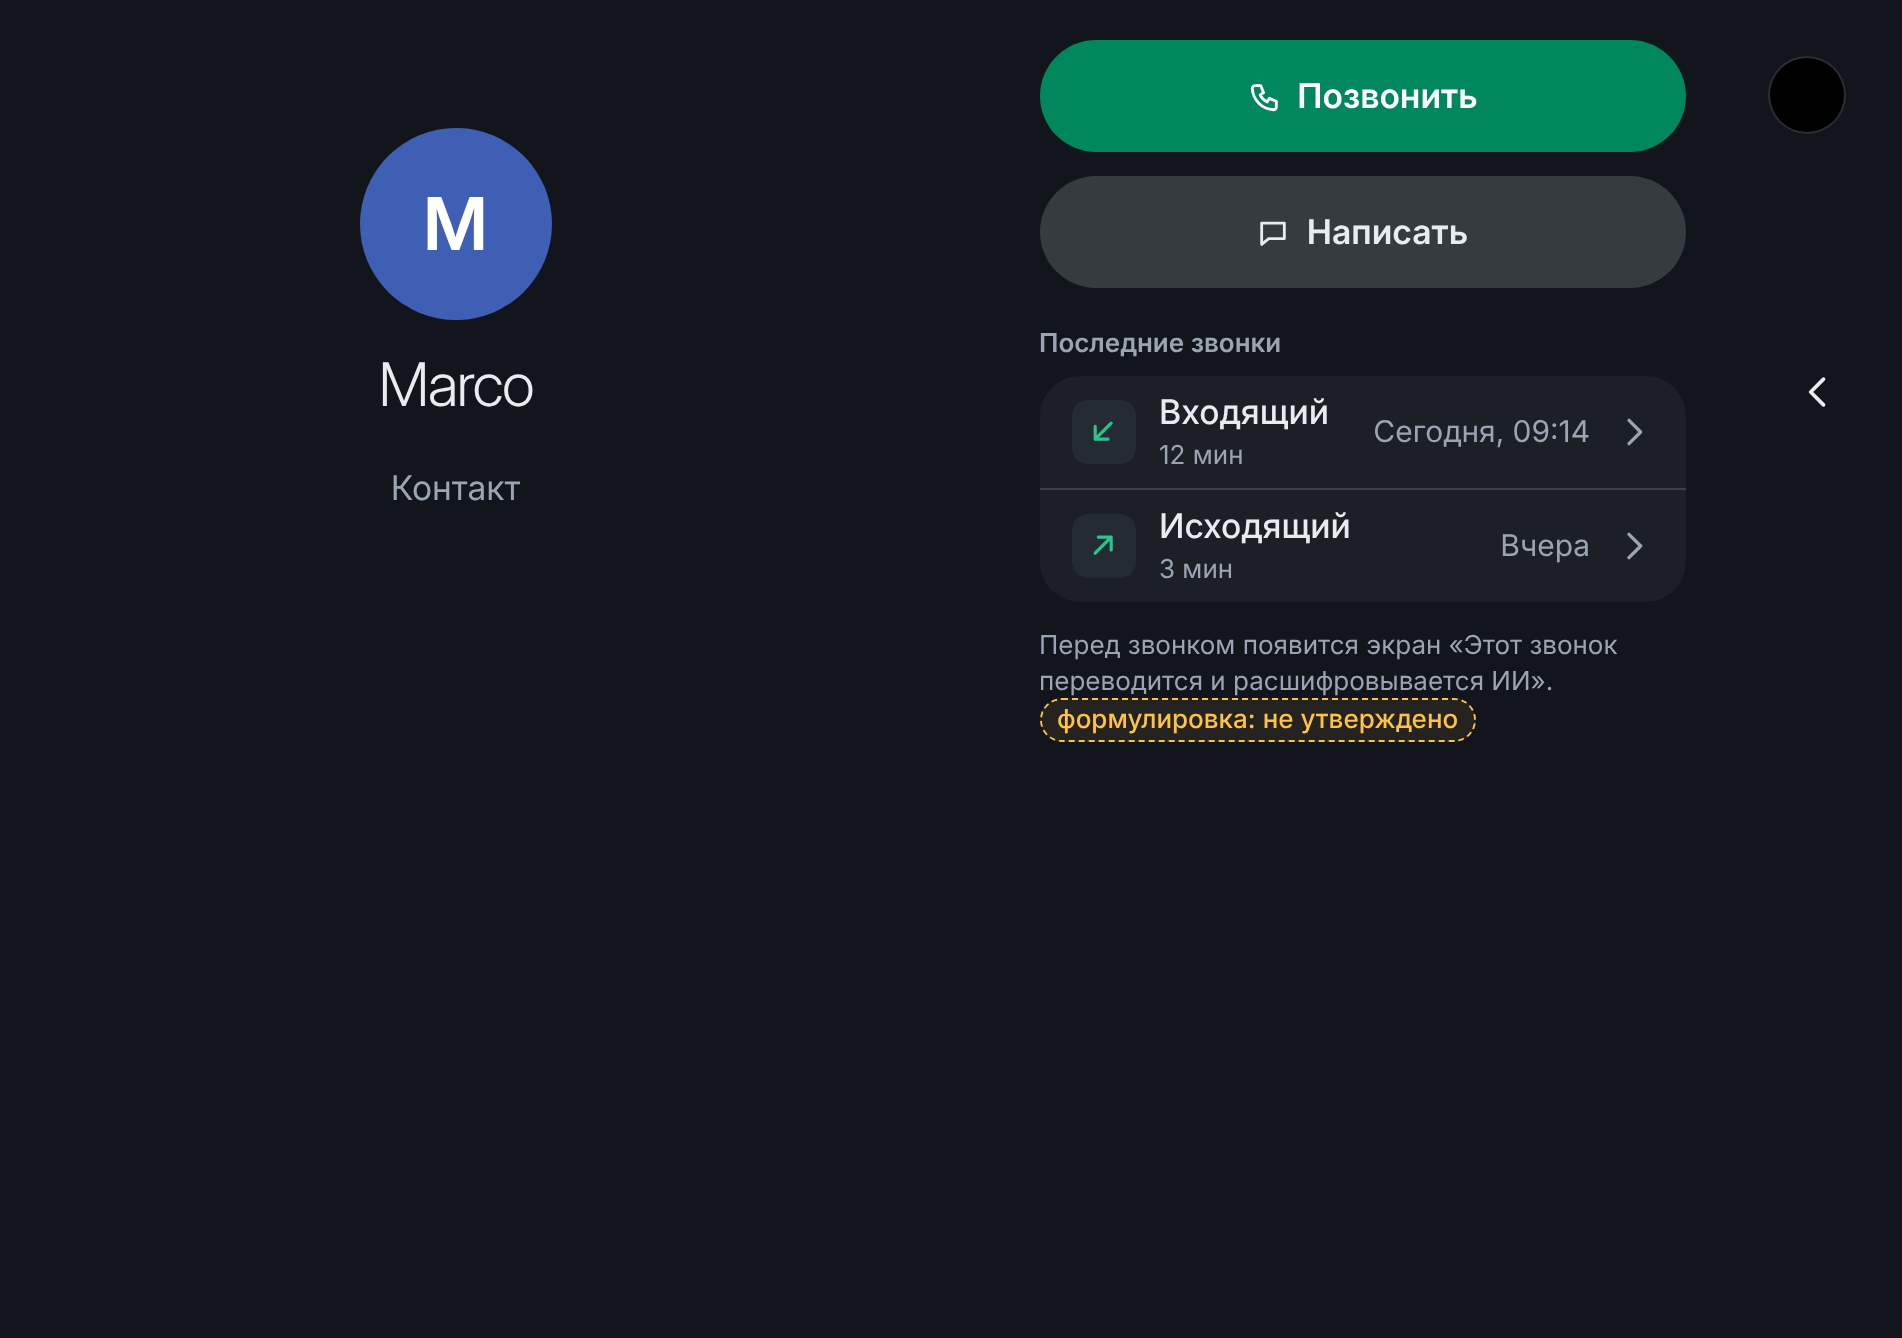 M
Marco
Контакт
Позвонить
Написать
Последние звонки
Входящий
12 мин
Сегодня, 09:14
Исходящий
3 мин
Вчера
Перед звонком появится экран «Этот звонок
переводится и расшифровывается ИИ».
формулировка: не утверждено